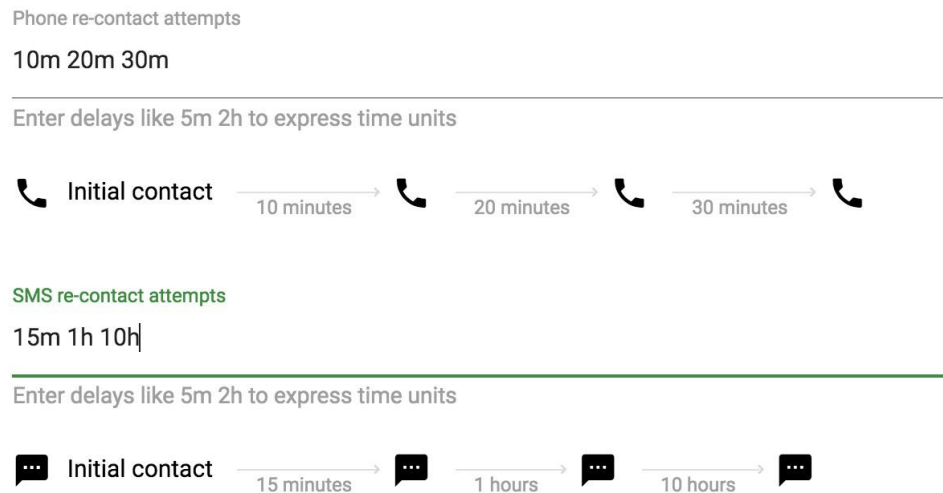 Phone re-contact attempts
10m 20m 30m
Enter delays like 5m 2h to express time units
Initial contact
10 minutes 20 minutes 30 minutes
SMS re-contact attempts
15m 1h 10h
Enter delays like 5m 2h to express time units
Initial contact
15 minutes 1 hours 10 hours